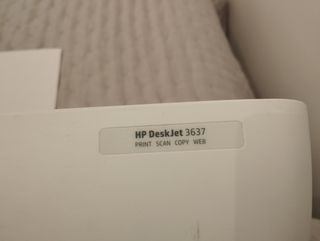 HP DeskJet 3637
PRINT SCAN COPY WEB